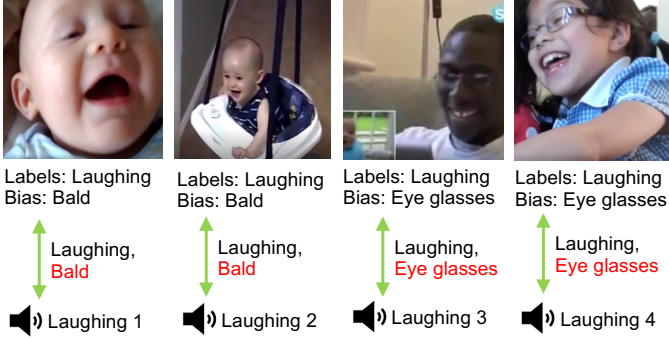 Labels: Laughing
Bias: Bald
Laughing,
Bald
Laughing 1
Labels: Laughing
Bias: Bald
Laughing,
Bald
Laughing 2
S
Labels: Laughing
Bias: Eye glasses
Laughing,
Eye glasses
Laughing 3
Labels: Laughing
Bias: Eye glasses
Laughing,
Eye glasses
Laughing 4